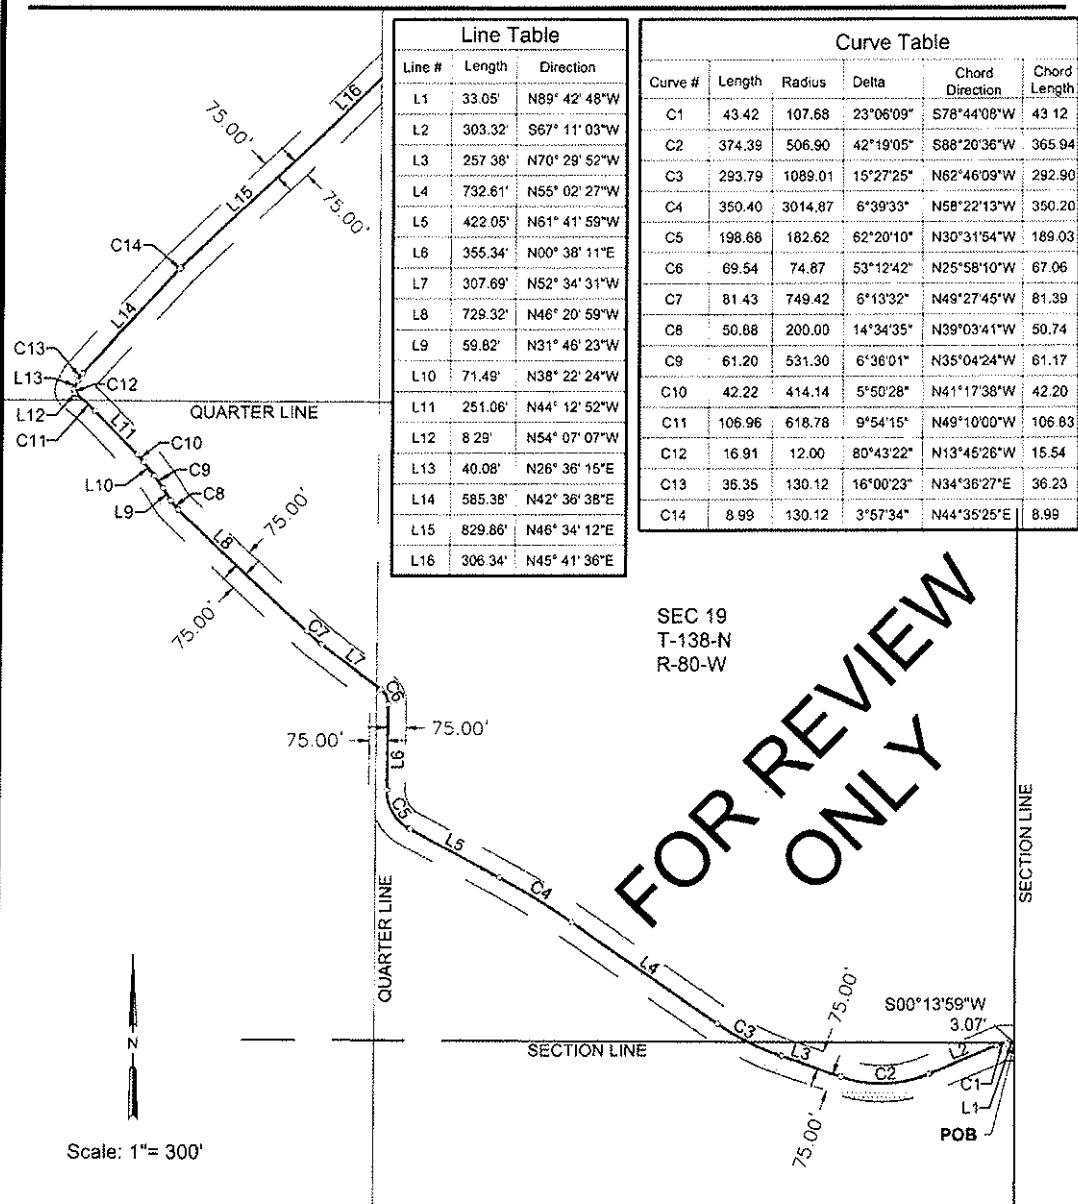 Line Table
Line # Length Direction
L1 33.05' N89° 42' 48"W
L2 303.32' S67° 11' 03"W
L3 257.38' N70° 29' 52"W
L4 732.61' N55° 02' 27"W
L5 422.05' N61° 41' 59"W
L6 355.34' N00° 38' 11"E
L7 307.69' N52° 34' 31"W
L8 729.32' N46° 20' 59"W
L9 59.82' N31° 46' 23"W
L10 71.49' N38° 22' 24"W
L11 251.06' N44° 12' 52"W
L12 8.29' N54° 07' 07"W
L13 40.08' N26° 36' 15"E
L14 585.38' N42° 36' 38"E
L15 829.86' N46° 34' 12"E
L16 306.34' N45° 41' 36"E
Curve Table
Curve # Length Radius Delta Chord Direction Chord Length
C1 43.42 107.68 23°06'09" S78°44'08"W 43.12
C2 374.39 506.90 42°19'05" S88°20'36"W 365.94
C3 293.79 1089.01 15°27'25" N62°46'09"W 292.90
C4 350.40 3014.87 6°39'33" N58°22'13"W 350.20
C5 198.68 182.62 62°20'10" N30°31'54"W 189.03
C6 69.54 74.87 53°12'42" N25°58'10"W 67.06
C7 81.43 749.42 6°13'32" N49°27'45"W 81.39
C8 50.88 200.00 14°34'35" N39°03'41"W 50.74
C9 61.20 531.30 6°36'01" N35°04'24"W 61.17
C10 42.22 414.14 5°50'28" N41°17'38"W 42.20
C11 106.96 618.78 9°54'15" N49°10'00"W 106.83
C12 16.91 12.00 80°43'22" N13°45'26"W 15.54
C13 36.35 130.12 16°00'23" N34°36'27"E 36.23
C14 8.99 130.12 3°57'34" N44°35'25"E 8.99
L16
75.00'
L15
75.00'
C14
L14
C13
L13
C12
L12
QUARTER LINE
C11
L11
C10
L10
C9
L9
C8
L8
75.00'
75.00'
C7
L7
C6
75.00'
75.00'
L6
C5
L5
C4
QUARTER LINE
L4
SEC 19
T-138-N
R-80-W
FOR REVIEW
ONLY
SECTION LINE
75.00'
S00°13'59"W
3.07'
C3
L3
SECTION LINE
C2
L2
C1
L1
POB
75.00'
N
Scale: 1"= 300'